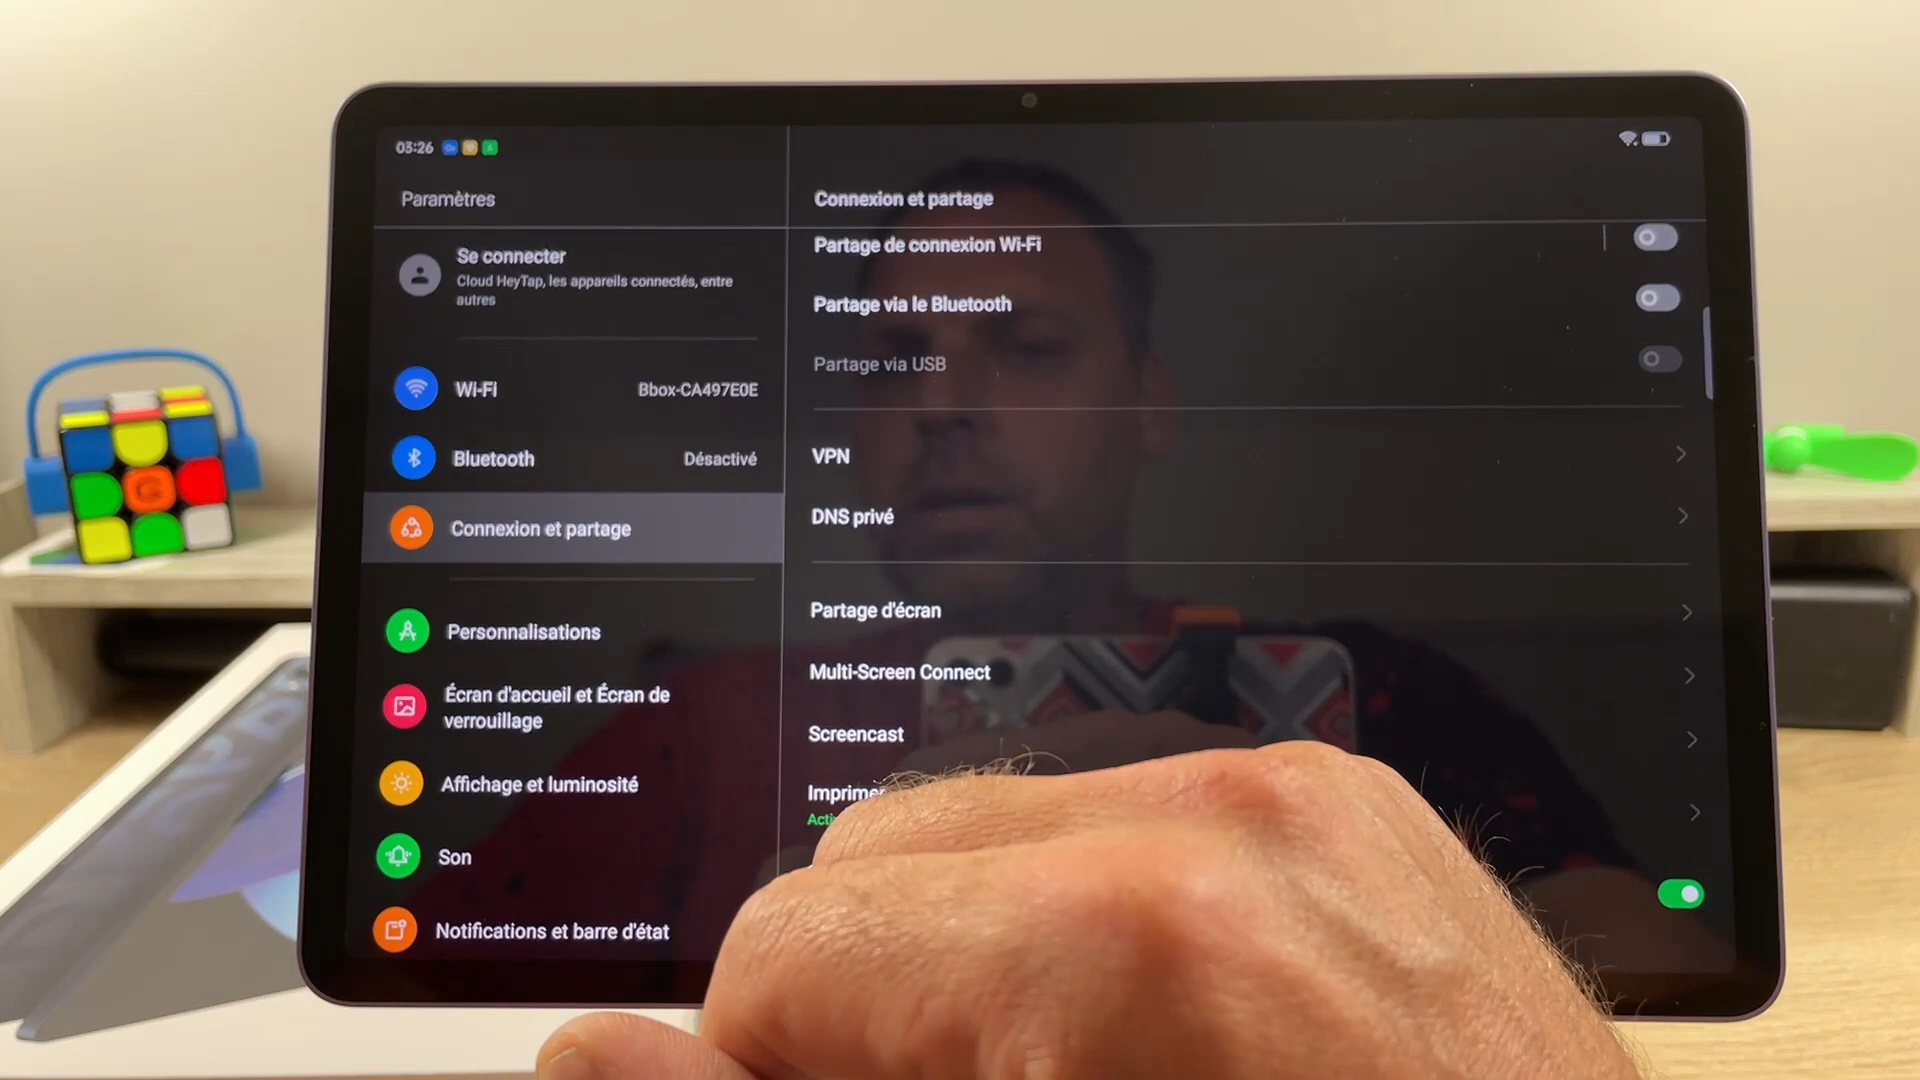 03:26
Paramètres
Se connecter
Cloud HeyTap, les appareils connectés, entre
autres
Wi-Fi
Bbox-CA497E0E
Bluetooth
Désactivé
Connexion et partage
Personnalisations
Écran d'accueil et Écran de
verrouillage
Affichage et luminosité
Son
Notifications et barre d'état
Connexion et partage
Partage de connexion Wi-Fi
Partage via le Bluetooth
Partage via USB
VPN
DNS privé
Partage d'écran
Multi-Screen Connect
Screencast